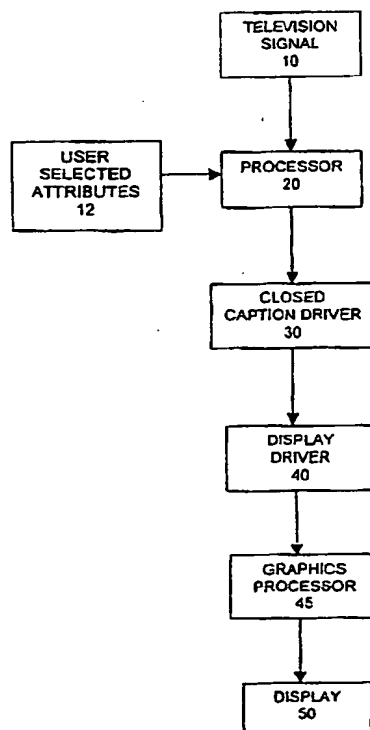 TELEVISION
SIGNAL
10
USER
SELECTED
ATTRIBUTES
12
PROCESSOR
20
CLOSED
CAPTION DRIVER
30
DISPLAY
DRIVER
40
GRAPHICS
PROCESSOR
45
DISPLAY
50